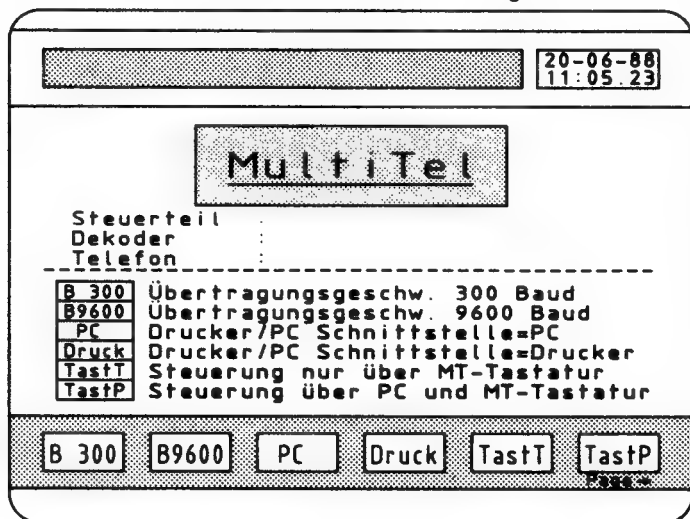 20-06-88
11:05.23
MultiTel
Steuerteil :
Dekoder :
Telefon :
B 300 Übertragungsgeschw. 300 Baud
B9600 Übertragungsgeschw. 9600 Baud
PC Drucker/PC Schnittstelle=PC
Druck Drucker/PC Schnittstelle=Drucker
TastT Steuerung nur über MT-Tastatur
TastP Steuerung über PC und MT-Tastatur
B 300 B9600 PC Druck TastT TastP
Page